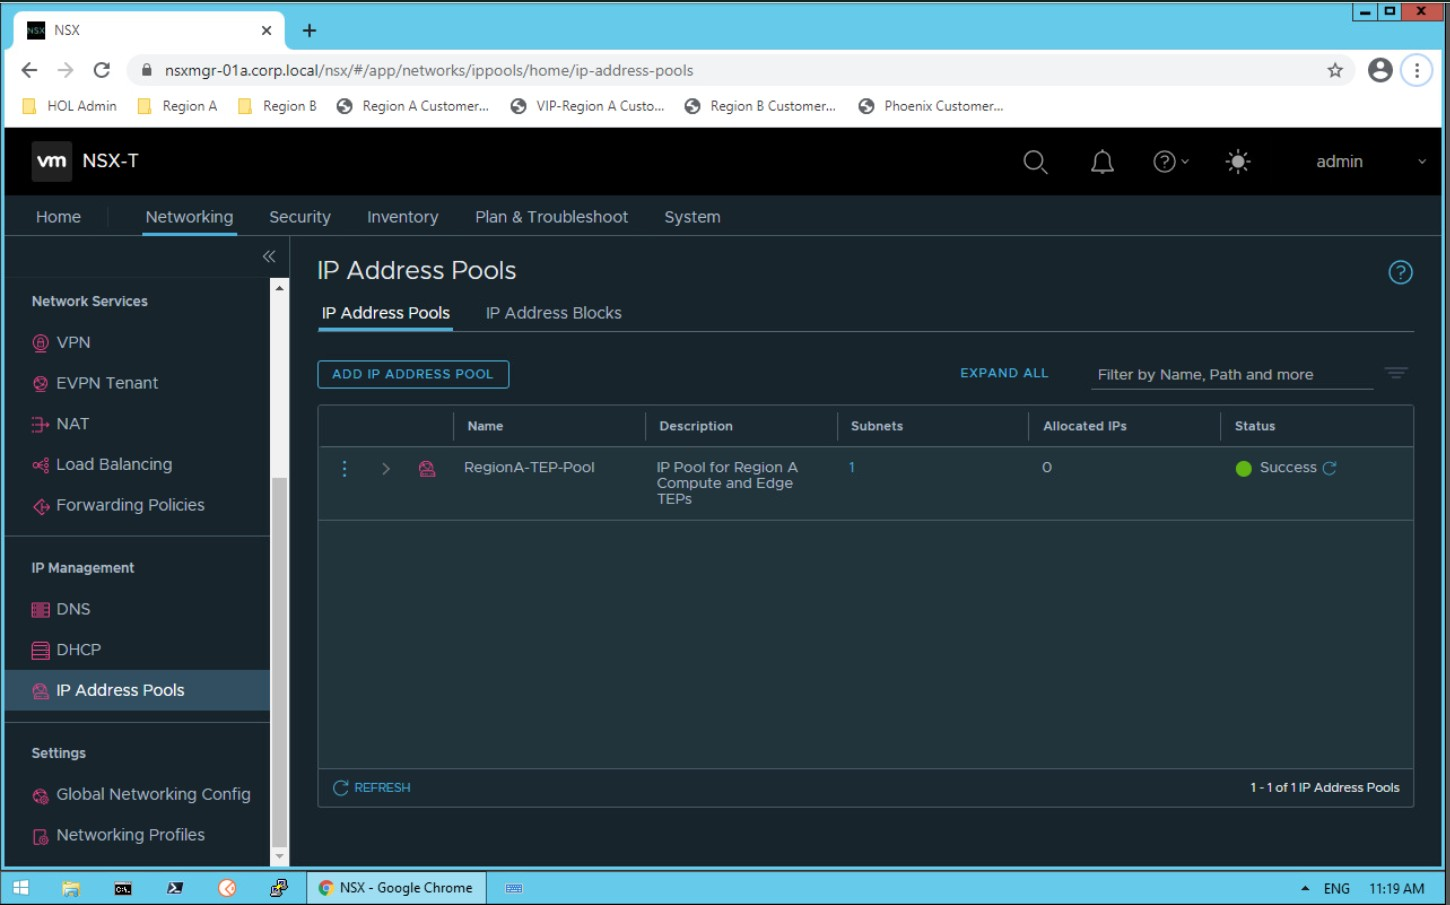 NSX
NSX
nsxmgr-01a.corp.local/nsx/#/app/networks/ippools/home/ip-address-pools
HOL Admin
Region A
Region B
Region A Customer...
VIP-Region A Custo...
Region B Customer...
Phoenix Customer...
vm
NSX-T
admin
Home
Networking
Security
Inventory
Plan & Troubleshoot
System
Network Services
VPN
EVPN Tenant
NAT
Load Balancing
Forwarding Policies
IP Management
DNS
DHCP
IP Address Pools
Settings
Global Networking Config
Networking Profiles
IP Address Pools
IP Address Pools
IP Address Blocks
ADD IP ADDRESS POOL
EXPAND ALL
Filter by Name, Path and more
Name
Description
Subnets
Allocated IPs
Status
RegionA-TEP-Pool
IP Pool for Region A
Compute and Edge
TEPs
1
0
Success
REFRESH
1 - 1 of 1 IP Address Pools
NSX - Google Chrome
ENG
11:19 AM